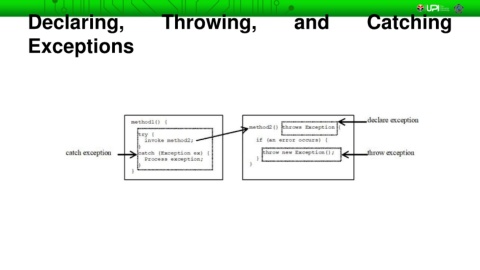 UPI
Declaring, Throwing, and Catching
Exceptions
method1() {
try {
invoke method2;
}
catch (Exception ex) {
Process exception;
}
}
catch exception
method2() throws Exception {
if (an error occurs) {
throw new Exception();
}
}
declare exception
throw exception